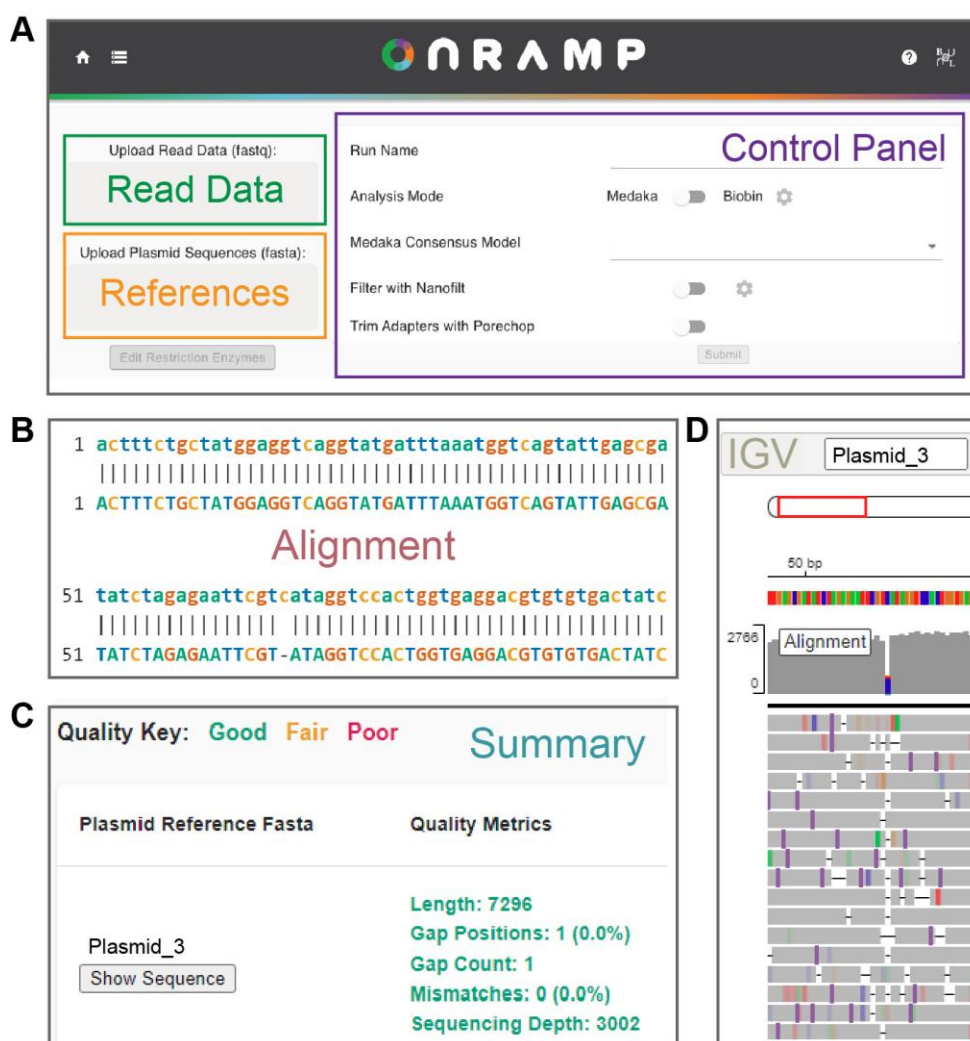 A
ONRAMP
Upload Read Data (fastq):
Read Data
Upload Plasmid Sequences (fasta):
References
Edit Restriction Enzymes
Control Panel
Run Name
Analysis Mode Medaka Biobin
Medaka Consensus Model
Filter with Nanofilt
Trim Adapters with Porechop
Submit
B
1 actttctgctatggaggtcaggtatgatttaaatggtcagtattgagcga
1 ACTTTCTGCTATGGAGGTCAGGTATGATTTAAATGGTCAGTATTGAGCGA
Alignment
51 tatctagagaattcgtcataggtccactggtgaggacgtgtgtgactatc
51 TATCTAGAGAATTCGT-ATAGGTCCACTGGTGAGGACGTGTGTGACTATC
C
Quality Key: Good Fair Poor
Summary
Plasmid Reference Fasta Quality Metrics
Plasmid_3
Show Sequence
Length: 7296
Gap Positions: 1 (0.0%)
Gap Count: 1
Mismatches: 0 (0.0%)
Sequencing Depth: 3002
D
IGV Plasmid_3
50 bp
2766
Alignment
0